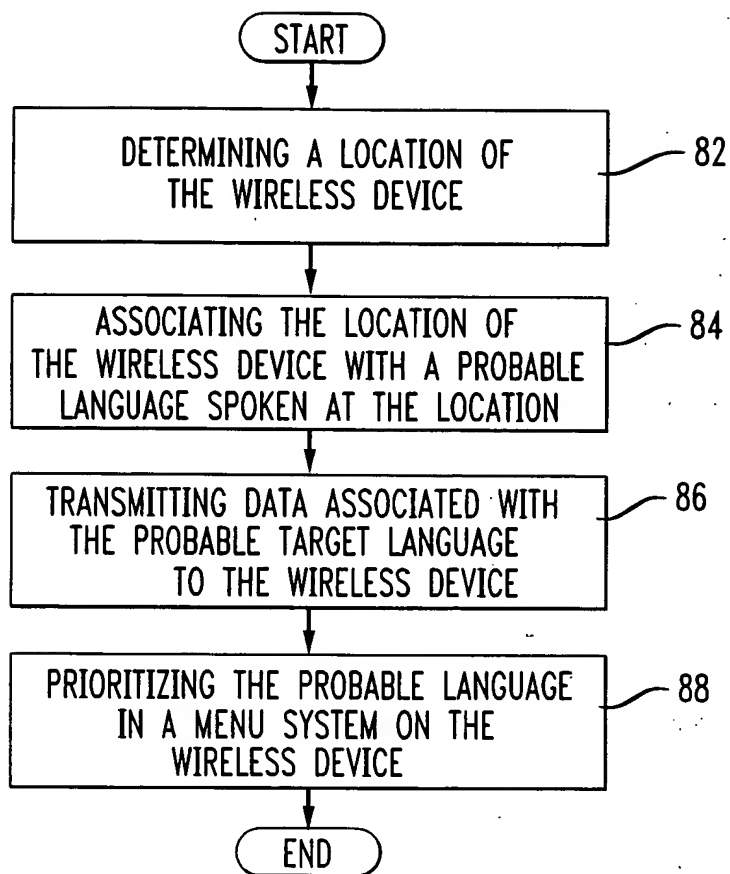 START
DETERMINING A LOCATION OF
THE WIRELESS DEVICE
82
ASSOCIATING THE LOCATION OF
THE WIRELESS DEVICE WITH A PROBABLE
LANGUAGE SPOKEN AT THE LOCATION
84
TRANSMITTING DATA ASSOCIATED WITH
THE PROBABLE TARGET LANGUAGE
TO THE WIRELESS DEVICE
86
PRIORITIZING THE PROBABLE LANGUAGE
IN A MENU SYSTEM ON THE
WIRELESS DEVICE
88
END